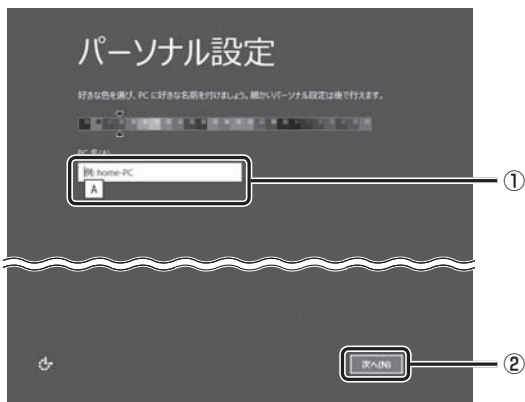 パーソナル設定
好きな色を選び、PC に好きな名前を付けましょう。細かいパーソナル設定は後で行えます。
PC 名(A)
例: home-PC
A
①
次へ(N)
②